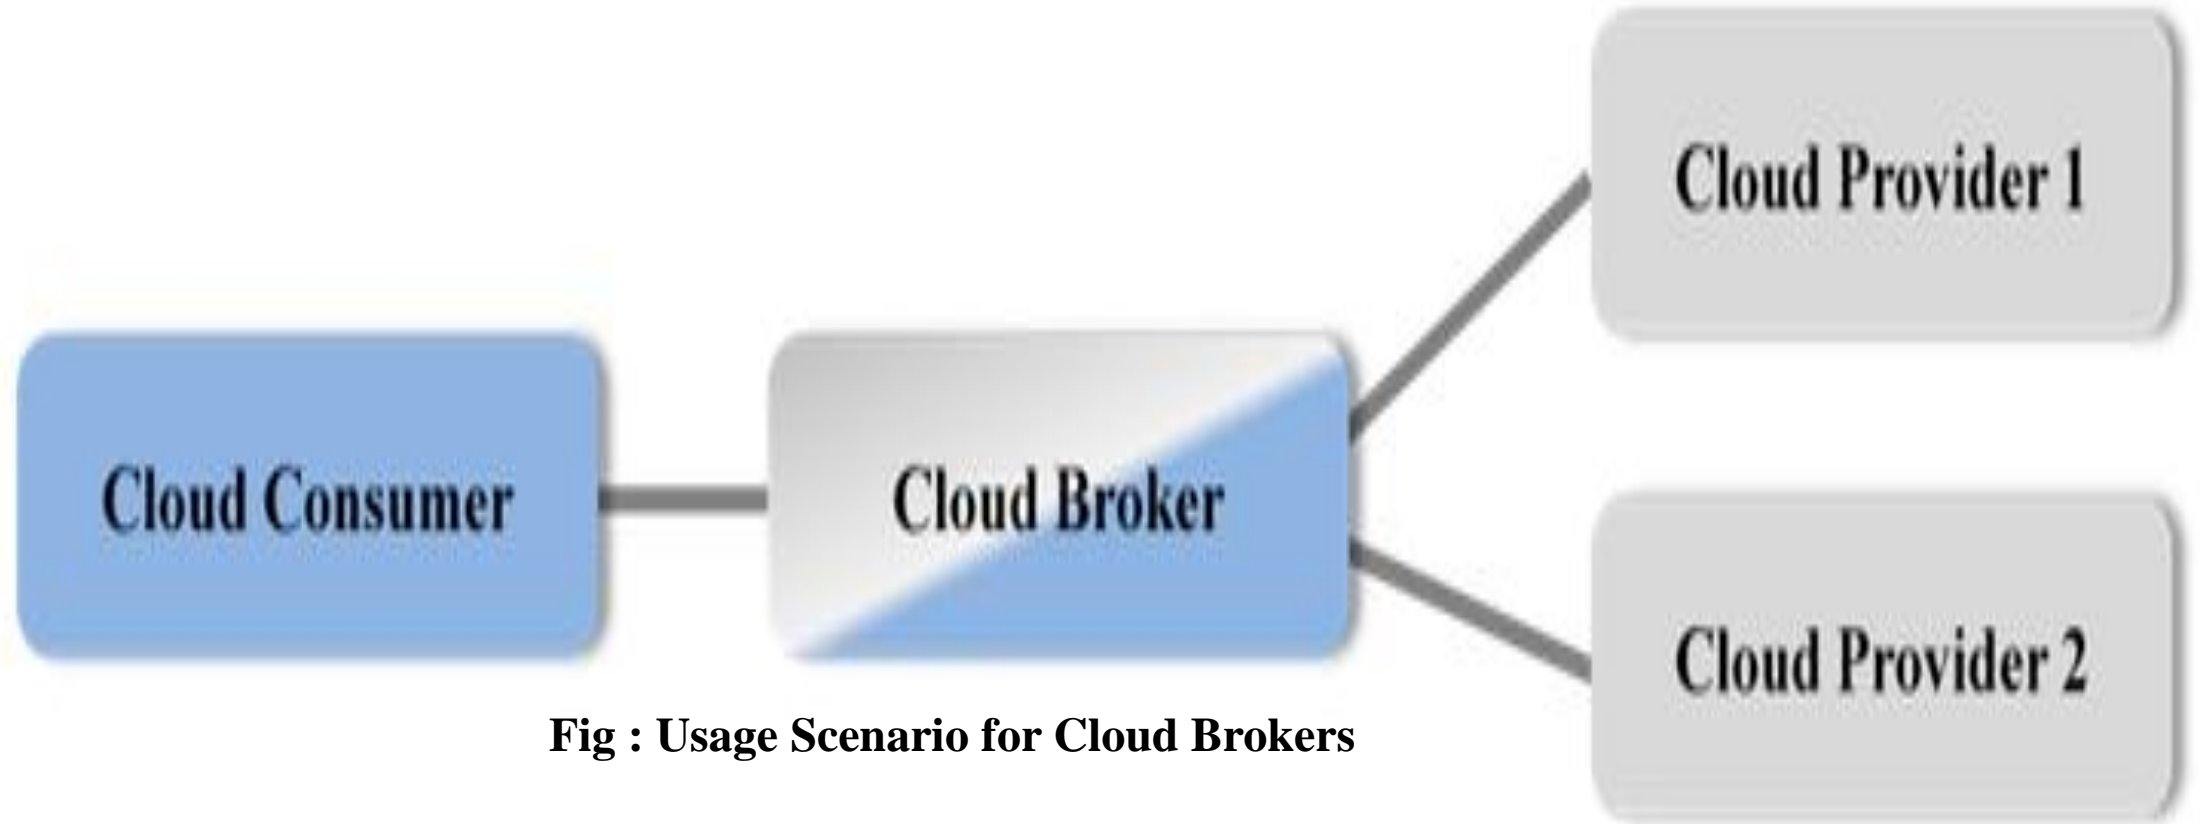 Cloud Provider 1
Cloud Consumer
Cloud Broker
Cloud Provider 2
Fig : Usage Scenario for Cloud Brokers